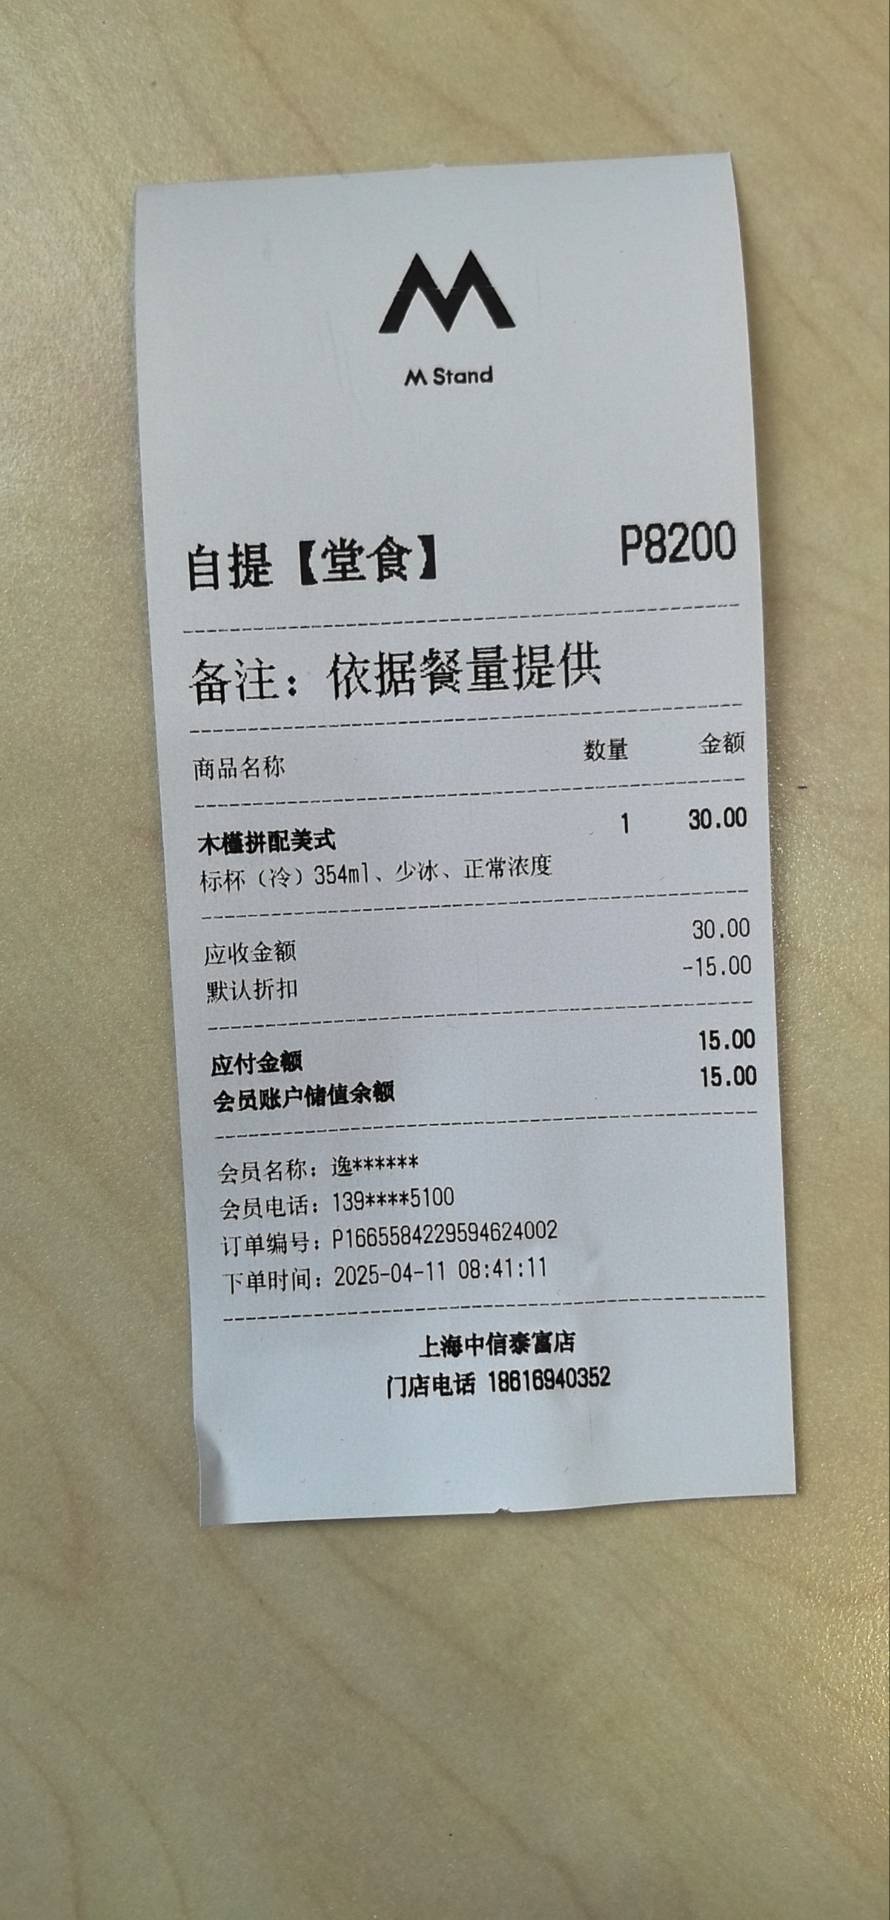 M Stand
自提【堂食】 P8200
备注：依据餐量提供
商品名称 数量 金额
木槿拼配美式 1 30.00
标杯（冷）354ml、少冰、正常浓度
应收金额 30.00
默认折扣 -15.00
应付金额 15.00
会员账户储值余额 15.00
会员名称：逸******
会员电话：139****5100
订单编号：P1665584229594624002
下单时间：2025-04-11 08:41:11
上海中信泰富店
门店电话 18616940352